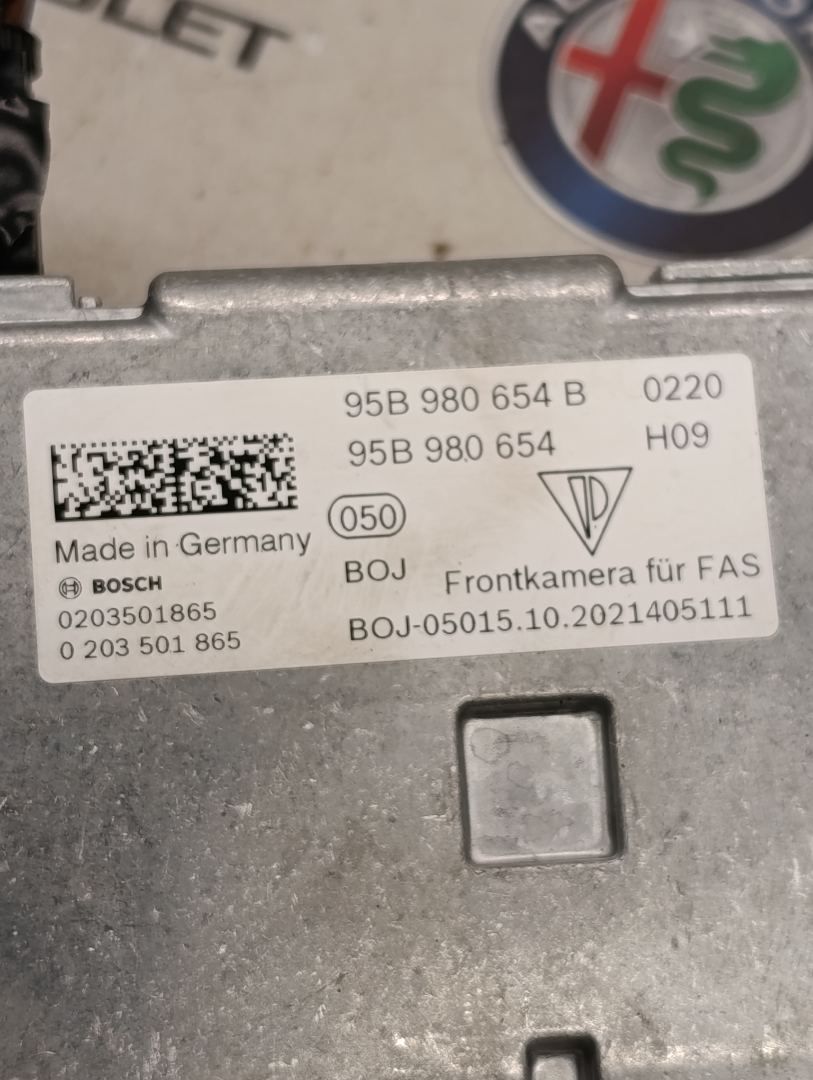 95B 980 654 B 0220
95B 980 654 H09
050
Made in Germany
BOJ
Frontkamera für FAS
BOSCH
0203501865
0 203 501 865
BOJ-05015.10.2021405111